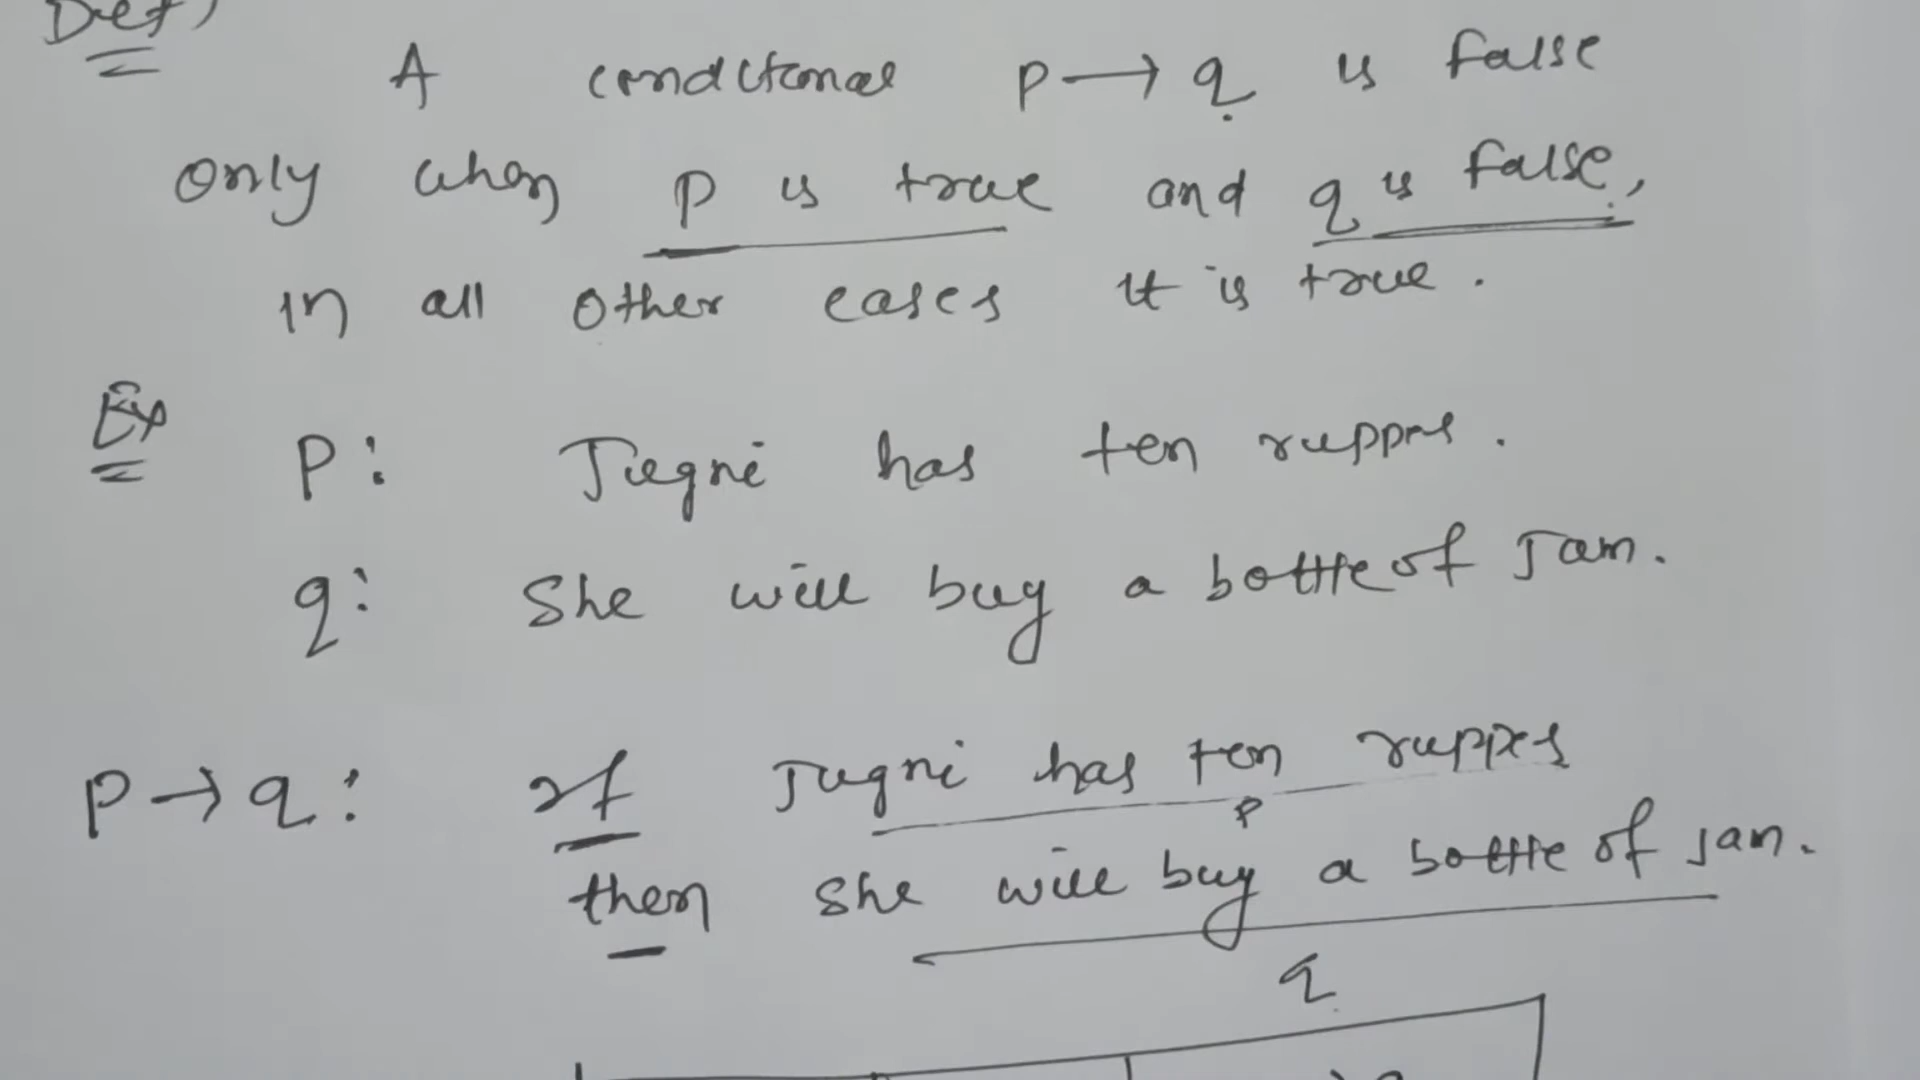 Def)
A conditional p → q is false
only when p is true and q is false,
in all other cases it is true.
Ex
P: Jugni has ten ruppes.
q: She will buy a bottle of Jam.
p → q: If Jugni has ten ruppes
P
then she will buy a bottle of jam.
q